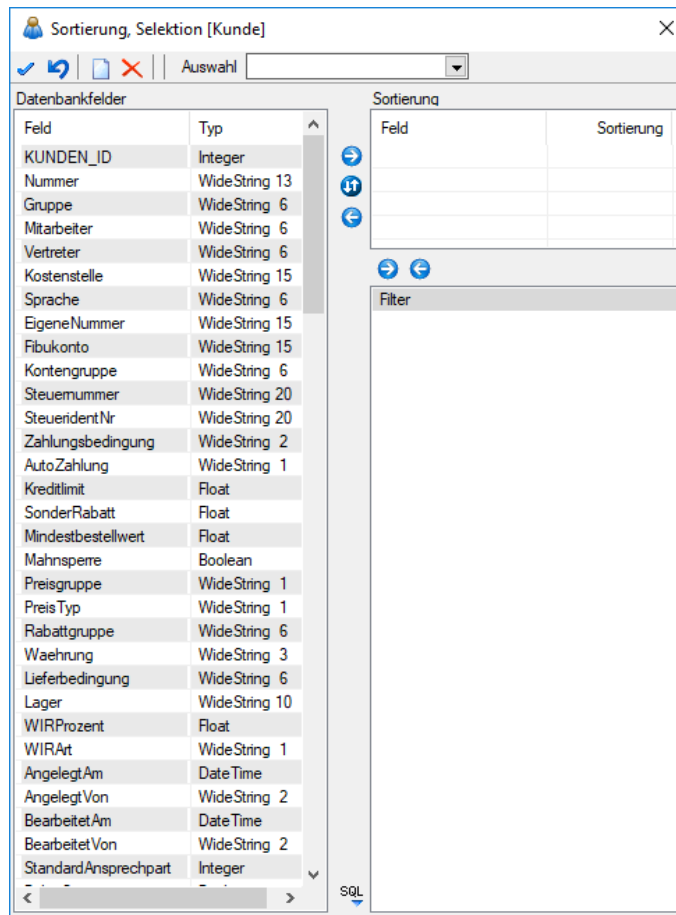 Sortierung, Selektion [Kunde]
Auswahl
Datenbankfelder
Feld Typ
KUNDEN_ID Integer
Nummer WideString 13
Gruppe WideString 6
Mitarbeiter WideString 6
Vertreter WideString 6
Kostenstelle WideString 15
Sprache WideString 6
EigeneNummer WideString 15
Fibukonto WideString 15
Kontengruppe WideString 6
Steuernummer WideString 20
SteueridentNr WideString 20
Zahlungsbedingung WideString 2
AutoZahlung WideString 1
Kreditlimit Float
SonderRabatt Float
Mindestbestellwert Float
Mahnsperre Boolean
Preisgruppe WideString 1
PreisTyp WideString 1
Rabattgruppe WideString 6
Waehrung WideString 3
Lieferbedingung WideString 6
Lager WideString 10
WIRProzent Float
WIRArt WideString 1
AngelegtAm DateTime
AngelegtVon WideString 2
BearbeitetAm DateTime
BearbeitetVon WideString 2
StandardAnsprechpart Integer
SQL
Sortierung
Feld Sortierung
Filter